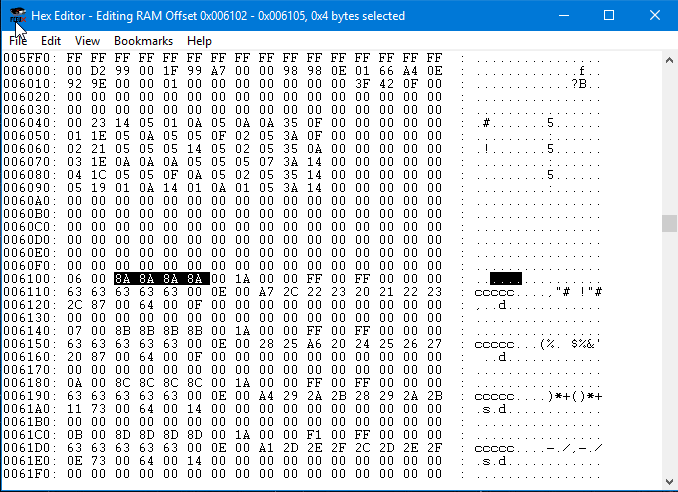 Hex Editor - Editing RAM Offset 0x006102 - 0x006105, 0x4 bytes selected
File Edit View Bookmarks Help
005FF0: FF FF FF FF FF FF FF FF FF FF FF FF FF FF FF FF : ................
006000: 00 D2 99 00 1F 99 A7 00 00 98 98 0E 01 66 A4 0E : .............f..
006010: 92 9E 00 00 01 00 00 00 00 00 00 00 3F 42 0F 00 : ............?B..
006020: 00 00 00 00 00 00 00 00 00 00 00 00 00 00 00 00 : ................
006030: 00 00 00 00 00 00 00 00 00 00 00 00 00 00 00 00 : ................
006040: 00 23 14 05 01 0A 05 0A 0A 35 0F 00 00 00 00 00 : .#.......5......
006050: 01 1E 05 0A 05 05 0F 02 05 3A 0F 00 00 00 00 00 : .........:......
006060: 02 21 05 05 05 14 05 02 05 35 0A 00 00 00 00 00 : .!.......5......
006070: 03 1E 0A 0A 0A 05 05 05 07 3A 14 00 00 00 00 00 : .........:......
006080: 04 1C 05 05 0F 0A 05 02 05 35 14 00 00 00 00 00 : .........5......
006090: 05 19 01 0A 14 01 0A 01 05 3A 14 00 00 00 00 00 : .........:......
0060A0: 00 00 00 00 00 00 00 00 00 00 00 00 00 00 00 00 : ................
0060B0: 00 00 00 00 00 00 00 00 00 00 00 00 00 00 00 00 : ................
0060C0: 00 00 00 00 00 00 00 00 00 00 00 00 00 00 00 00 : ................
0060D0: 00 00 00 00 00 00 00 00 00 00 00 00 00 00 00 00 : ................
0060E0: 00 00 00 00 00 00 00 00 00 00 00 00 00 00 00 00 : ................
0060F0: 00 00 00 00 00 00 00 00 00 00 00 00 00 00 00 00 : ................
006100: 06 00 8A 8A 8A 8A 00 1A 00 00 FF 00 FF 00 00 00 : ................
006110: 63 63 63 63 63 00 0E 00 A7 2C 22 23 20 21 22 23 : ccccc....,"# !"#
006120: 2C 87 00 64 00 0F 00 00 00 00 00 00 00 00 00 23 : ,..d...........#
006130: 00 00 00 00 00 00 00 00 00 00 00 00 00 00 00 00 : ................
006140: 07 00 8B 8B 8B 8B 00 1A 00 00 FF 00 FF 00 00 00 : ................
006150: 63 63 63 63 63 00 0E 00 28 25 A6 20 24 25 26 27 : ccccc...(%. $%&'
006160: 20 87 00 64 00 0F 00 00 00 00 00 00 00 00 00 00 : ..d............
006170: 00 00 00 00 00 00 00 00 00 00 00 00 00 00 00 00 : ................
006180: 0A 00 8C 8C 8C 8C 00 1A 00 00 FF 00 FF 00 00 00 : ................
006190: 63 63 63 63 63 00 0E 00 A4 29 2A 2B 28 29 2A 2B : ccccc....)*+()*+
0061A0: 11 73 00 64 00 14 00 00 00 00 00 00 00 00 00 00 : .s.d............
0061B0: 00 00 00 00 00 00 00 00 00 00 00 00 00 00 00 00 : ................
0061C0: 0B 00 8D 8D 8D 8D 00 1A 00 00 F1 00 FF 00 00 00 : ................
0061D0: 63 63 63 63 63 00 0E 00 A1 2D 2E 2F 2C 2D 2E 2F : ccccc....-./,-./
0061E0: 0E 73 00 64 00 14 00 00 00 00 00 00 00 00 00 00 : .s.d............
0061F0: 00 00 00 00 00 00 00 00 00 00 00 00 00 00 00 00 : ................